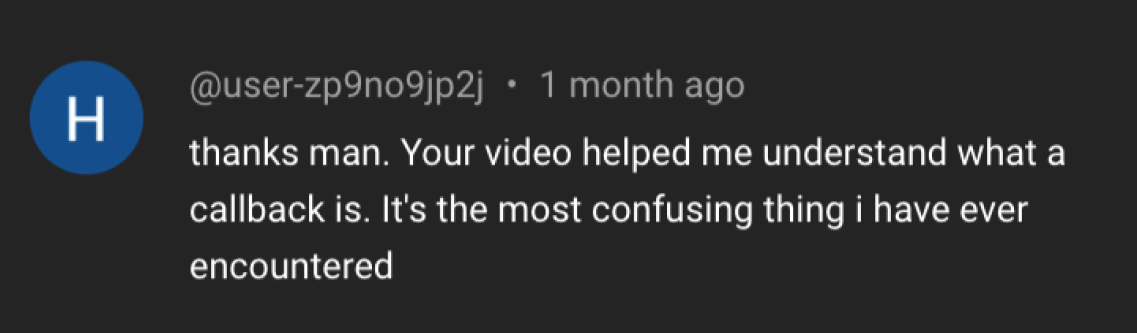 H
@user-zp9no9jp2j • 1 month ago
thanks man. Your video helped me understand what a
callback is. It's the most confusing thing i have ever
encountered